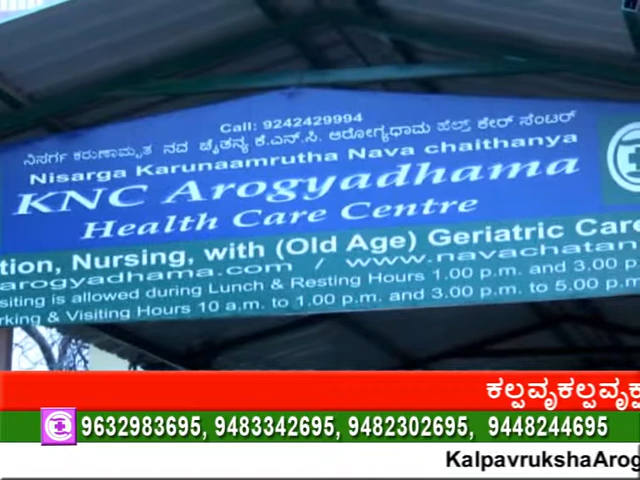 Call: 9242429994
ನಿಸರ್ಗ ಕರುಣಾಮೃತ ನವ ಚೈತನ್ಯ ಕೆ.ಎನ್.ಸಿ. ಆರೋಗ್ಯಧಾಮ ಹೆಲ್ತ್ ಕೇರ್ ಸೆಂಟರ್
Nisarga Karunaamrutha Nava chaithanya
KNC Arogyadhama
Health Care Centre
tion, Nursing, with (Old Age) Geriatric Care
arogyadhama.com / www.navachatan
siting is allowed during Lunch & Resting Hours 1.00 p.m. and 3.00 p.
rking & Visiting Hours 10 a.m. to 1.00 p.m. and 3.00 p.m. to 5.00 p.m
ಕಲ್ಪವೃಕಲ್ಪವೃಕ್ಷ
9632983695, 9483342695, 9482302695, 9448244695
KalpavrukshaArog